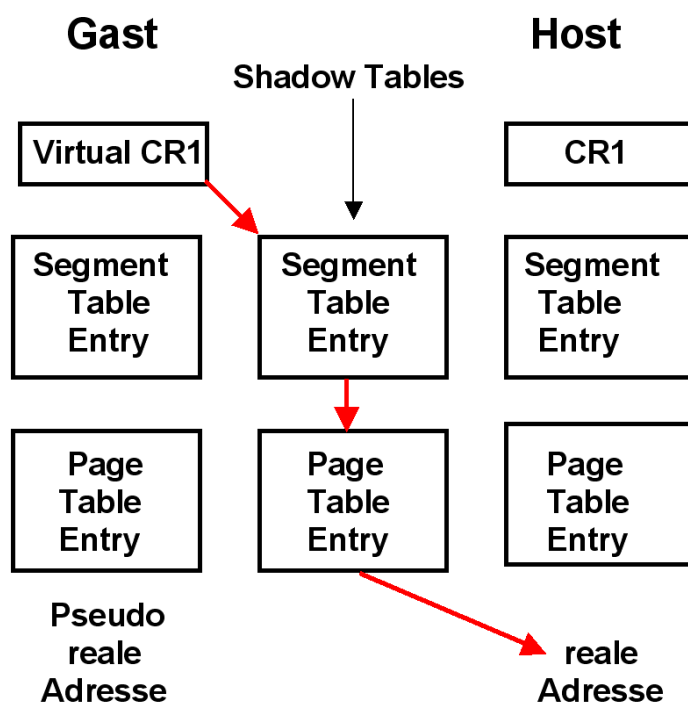 Gast
Host
Shadow Tables
Virtual CR1
CR1
Segment
Table
Entry
Segment
Table
Entry
Segment
Table
Entry
Page
Table
Entry
Page
Table
Entry
Page
Table
Entry
Pseudo
reale
Adresse
reale
Adresse